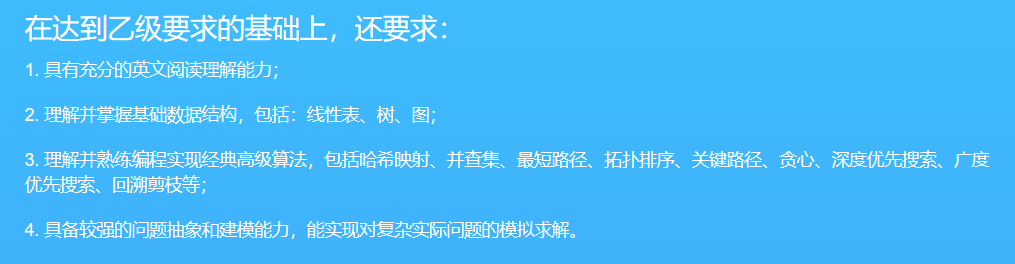 在达到乙级要求的基础上，还要求：
1. 具有充分的英文阅读理解能力；
2. 理解并掌握基础数据结构，包括：线性表、树、图；
3. 理解并熟练编程实现经典高级算法，包括哈希映射、并查集、最短路径、拓扑排序、关键路径、贪心、深度优先搜索、广度
优先搜索、回溯剪枝等；
4. 具备较强的问题抽象和建模能力，能实现对复杂实际问题的模拟求解。